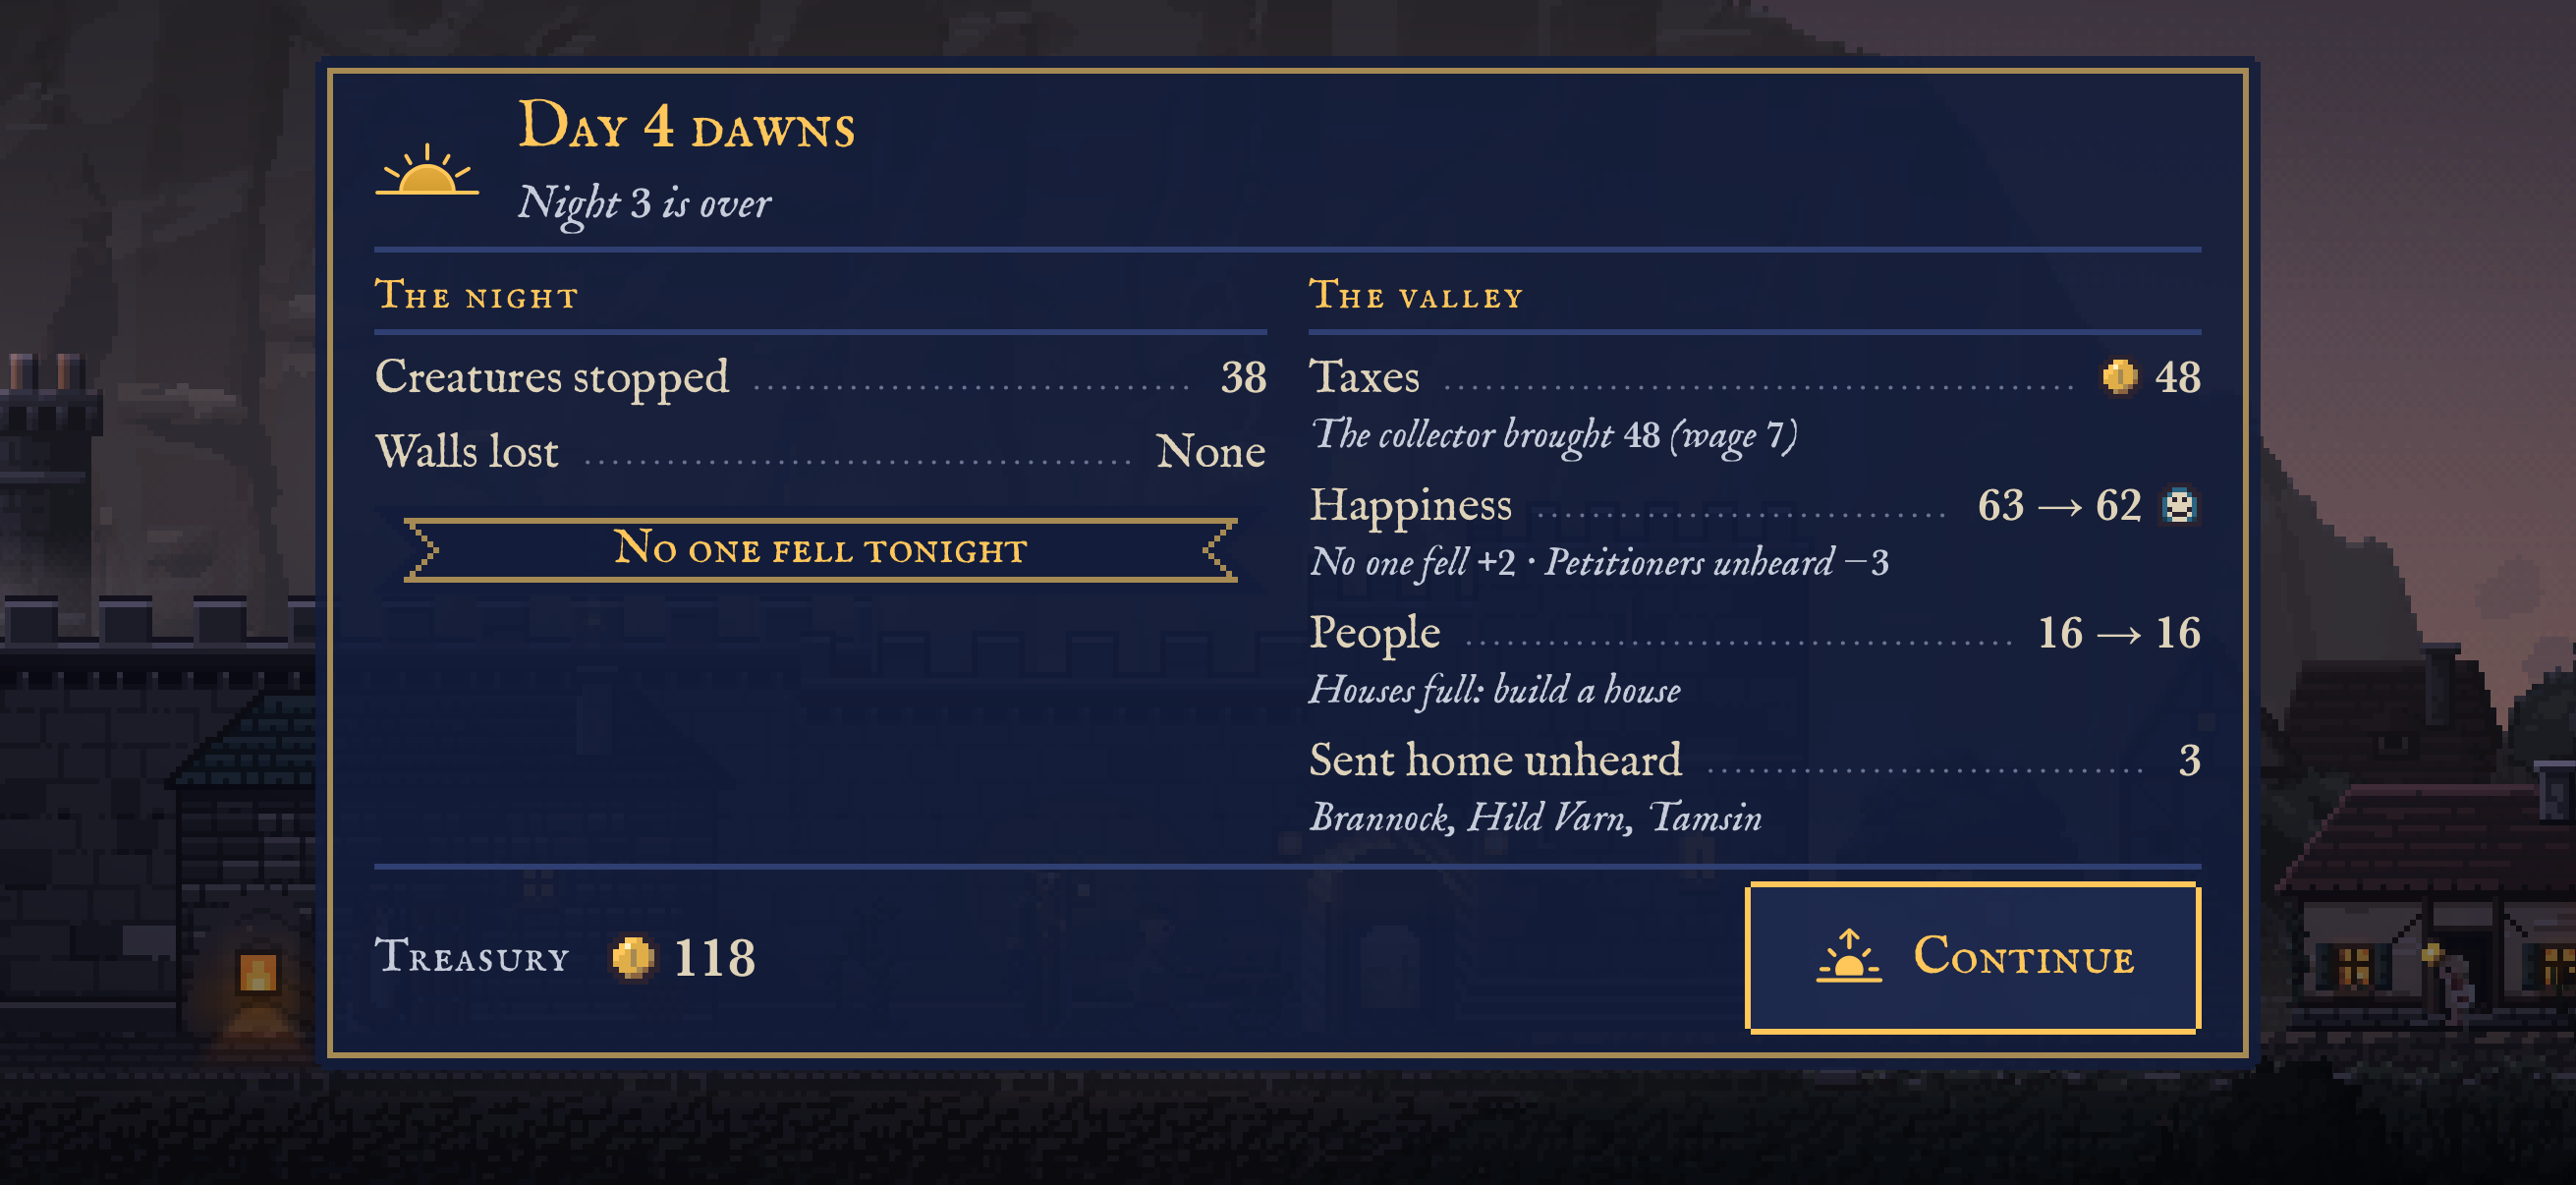 Day 4 dawns
Night 3 is over
The night
Creatures stopped 38
Walls lost None
No one fell tonight
The valley
Taxes 48
The collector brought 48 (wage 7)
Happiness 63 → 62
No one fell +2 · Petitioners unheard −3
People 16 → 16
Houses full: build a house
Sent home unheard 3
Brannock, Hild Varn, Tamsin
Treasury 118
Continue